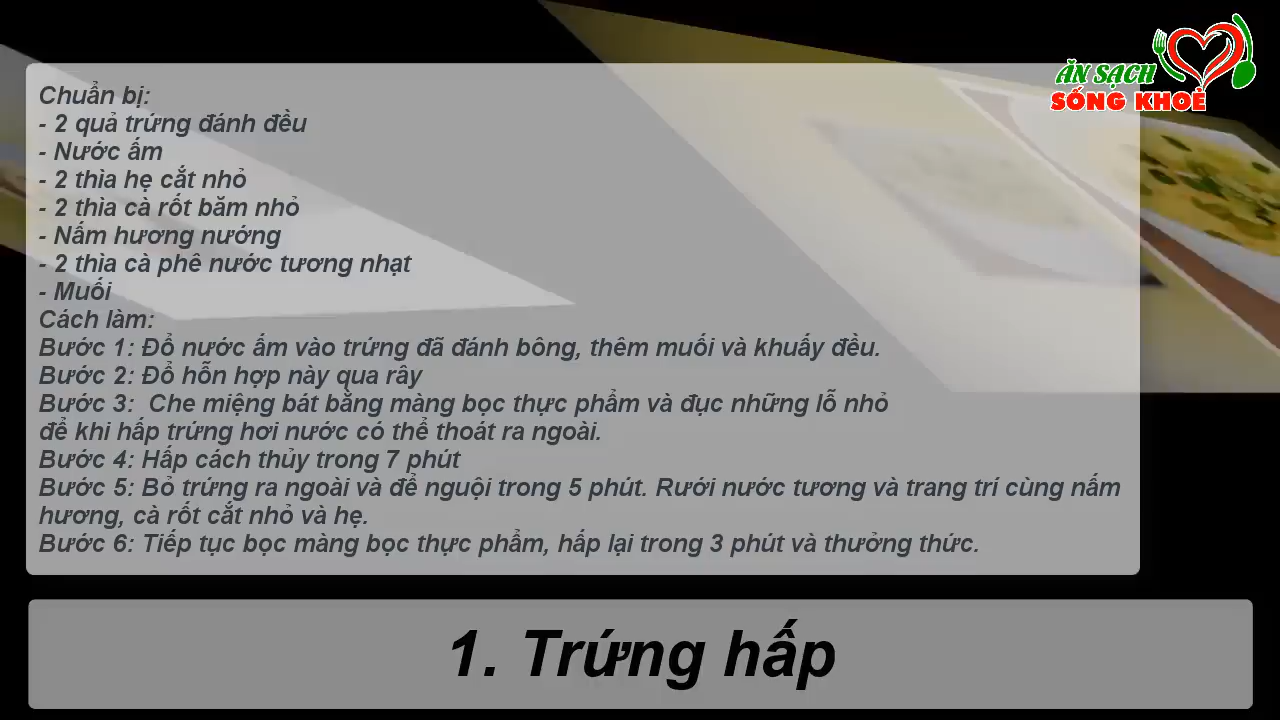 ĂN SẠCH
SỐNG KHOẺ
Chuẩn bị:
- 2 quả trứng đánh đều
- Nước ấm
- 2 thìa hẹ cắt nhỏ
- 2 thìa cà rốt băm nhỏ
- Nấm hương nướng
- 2 thìa cà phê nước tương nhạt
- Muối
Cách làm:
Bước 1: Đổ nước ấm vào trứng đã đánh bông, thêm muối và khuấy đều.
Bước 2: Đổ hỗn hợp này qua rây
Bước 3:  Che miệng bát bằng màng bọc thực phẩm và đục những lỗ nhỏ
để khi hấp trứng hơi nước có thể thoát ra ngoài.
Bước 4: Hấp cách thủy trong 7 phút
Bước 5: Bỏ trứng ra ngoài và để nguội trong 5 phút. Rưới nước tương và trang trí cùng nấm
hương, cà rốt cắt nhỏ và hẹ.
Bước 6: Tiếp tục bọc màng bọc thực phẩm, hấp lại trong 3 phút và thưởng thức.
1. Trứng hấp